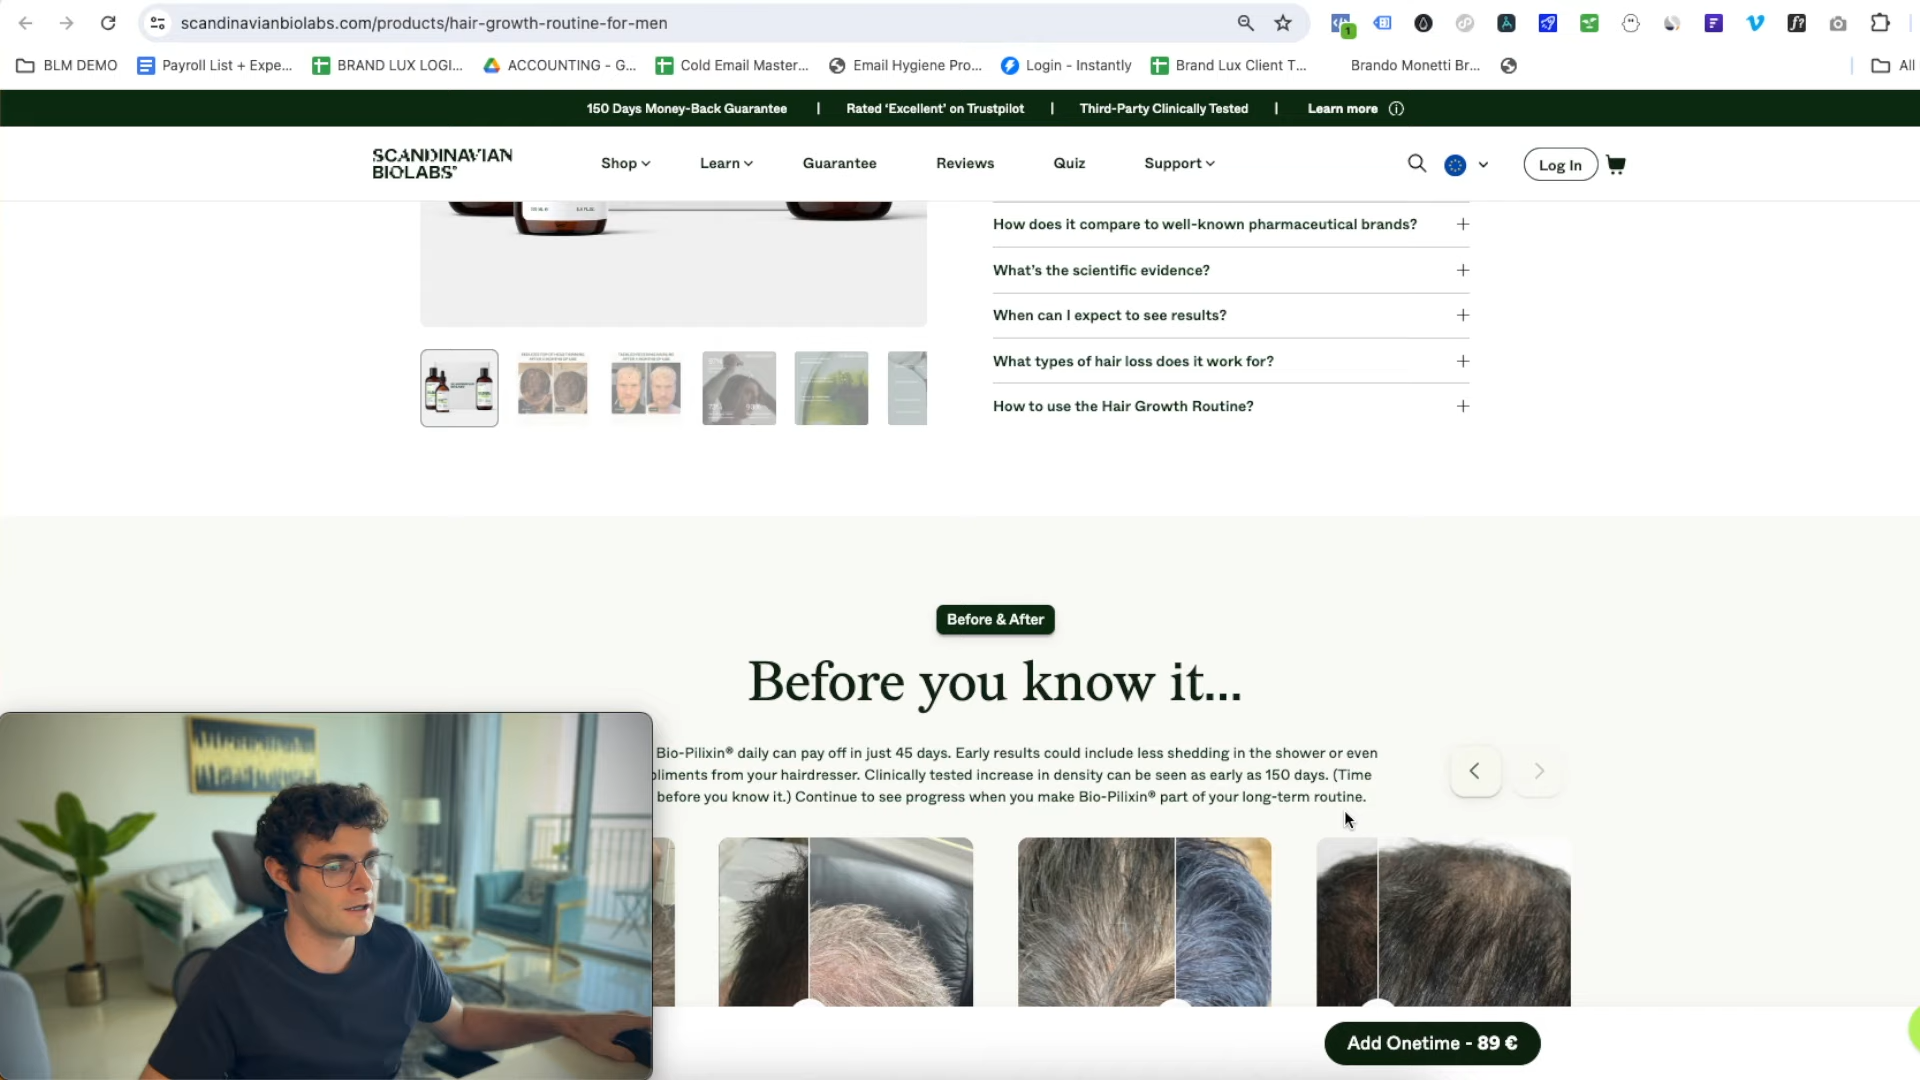 scandinavianbiolabs.com/products/hair-growth-routine-for-men
1
BLM DEMO
Payroll List + Expe...
BRAND LUX LOGI...
ACCOUNTING - G...
Cold Email Master...
Email Hygiene Pro...
Login - Instantly
Brand Lux Client T...
Brando Monetti Br...
All
150 Days Money-Back Guarantee | Rated 'Excellent' on Trustpilot | Third-Party Clinically Tested | Learn more
SCANDINAVIAN
BIOLABS®
Shop
Learn
Guarantee
Reviews
Quiz
Support
Log In
How does it compare to well-known pharmaceutical brands?
What's the scientific evidence?
When can I expect to see results?
What types of hair loss does it work for?
How to use the Hair Growth Routine?
Before & After
Before you know it...
Bio-Pilixin® daily can pay off in just 45 days. Early results could include less shedding in the shower or even
pliments from your hairdresser. Clinically tested increase in density can be seen as early as 150 days. (Time
before you know it.) Continue to see progress when you make Bio-Pilixin® part of your long-term routine.
Add Onetime - 89 €